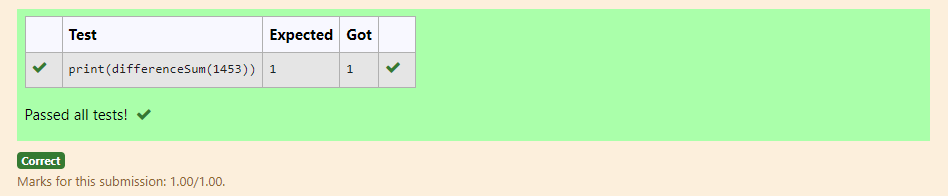 Test Expected Got
print(differenceSum(1453)) 1 1
Passed all tests!
Correct
Marks for this submission: 1.00/1.00.